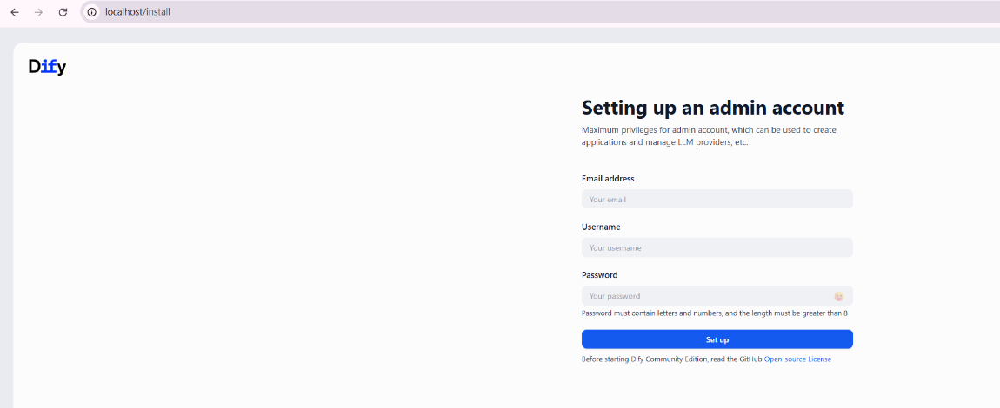 localhost/install
Dify
Setting up an admin account
Maximum privileges for admin account, which can be used to create
applications and manage LLM providers, etc.
Email address
Your email
Username
Your username
Password
Your password
Password must contain letters and numbers, and the length must be greater than 8
Set up
Before starting Dify Community Edition, read the GitHub Open-source License